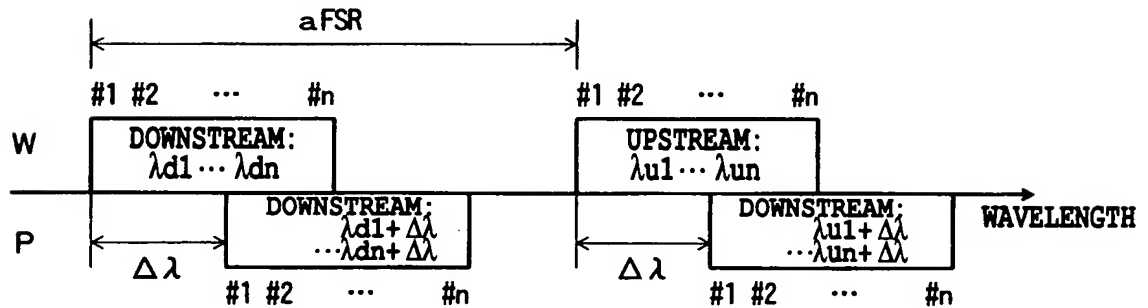 aFSR
#1 #2 ... #n
#1 #2 ... #n
W
DOWNSTREAM:
λd1 ... λdn
UPSTREAM:
λu1 ... λun
WAVELENGTH
P
DOWNSTREAM:
λd1+Δλ
...λdn+Δλ
DOWNSTREAM:
λu1+Δλ
...λun+Δλ
Δλ
Δλ
#1 #2 ... #n
#1 #2 ... #n